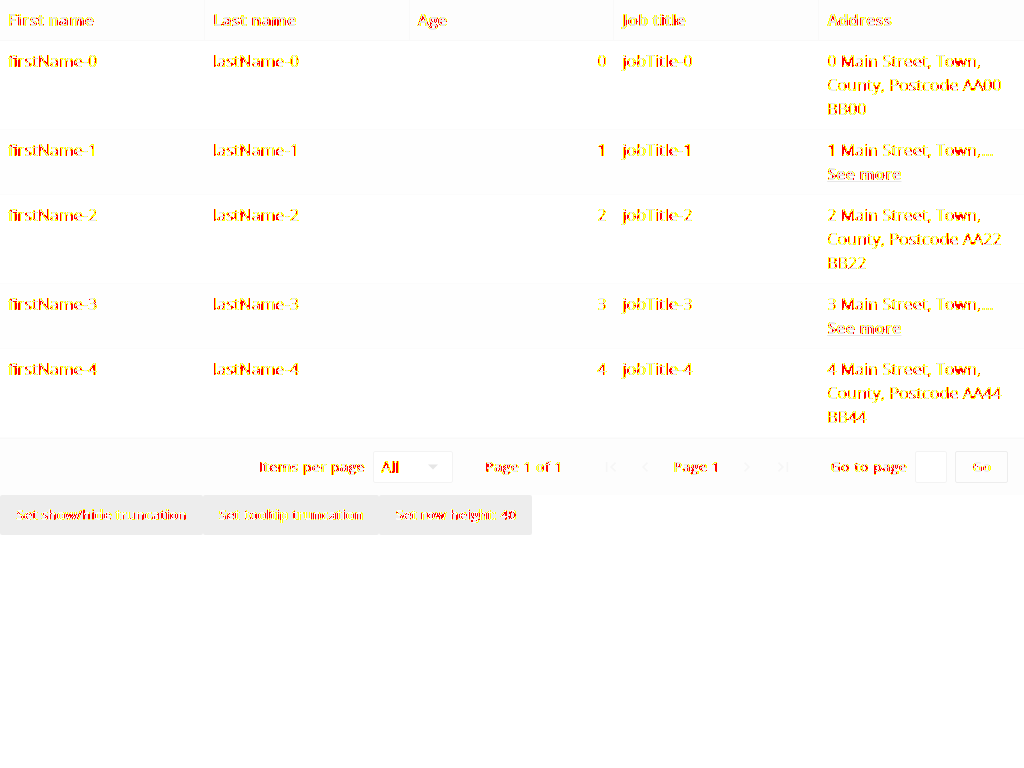 First name Last name Age Job title Address
firstName-0 lastName-0 0 jobTitle-0 0 Main Street, Town,
County, Postcode AA00
BB00
firstName-1 lastName-1 1 jobTitle-1 1 Main Street, Town,...
See more
firstName-2 lastName-2 2 jobTitle-2 2 Main Street, Town,
County, Postcode AA22
BB22
firstName-3 lastName-3 3 jobTitle-3 3 Main Street, Town,...
See more
firstName-4 lastName-4 4 jobTitle-4 4 Main Street, Town,
County, Postcode AA44
BB44
Items per page All Page 1 of 1 Page 1 Go to page Go
Set show/hide truncation Set tooltip truncation Set row height 40